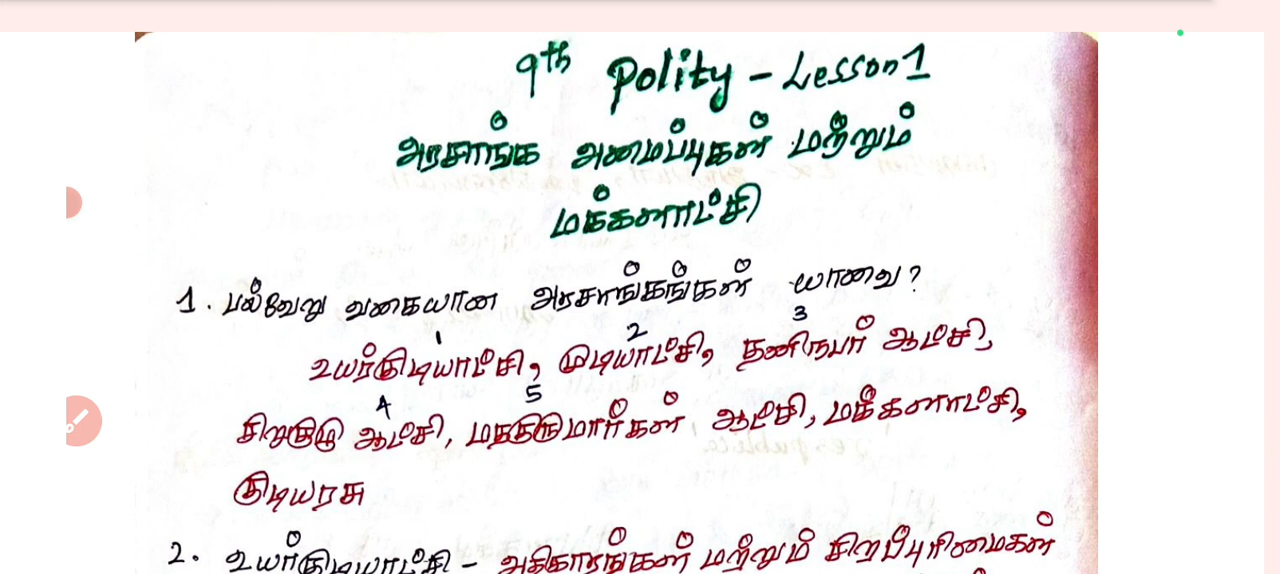 9th Polity - Lesson 1
அரசாங்க அமைப்புகள் மற்றும்
மக்களாட்சி
1. பல்வேறு வகையான அரசாங்கங்கள் யாவை?
1 2 3
உயர்குடியாட்சி, முடியாட்சி, தனிநபர் ஆட்சி,
4 5
சிறுகுழு ஆட்சி, மதகுருமார்கள் ஆட்சி, மக்களாட்சி,
குடியரசு
2. உயர்குடியாட்சி - அதிகாரங்கள் மற்றும் சிறப்புரிமைகள்